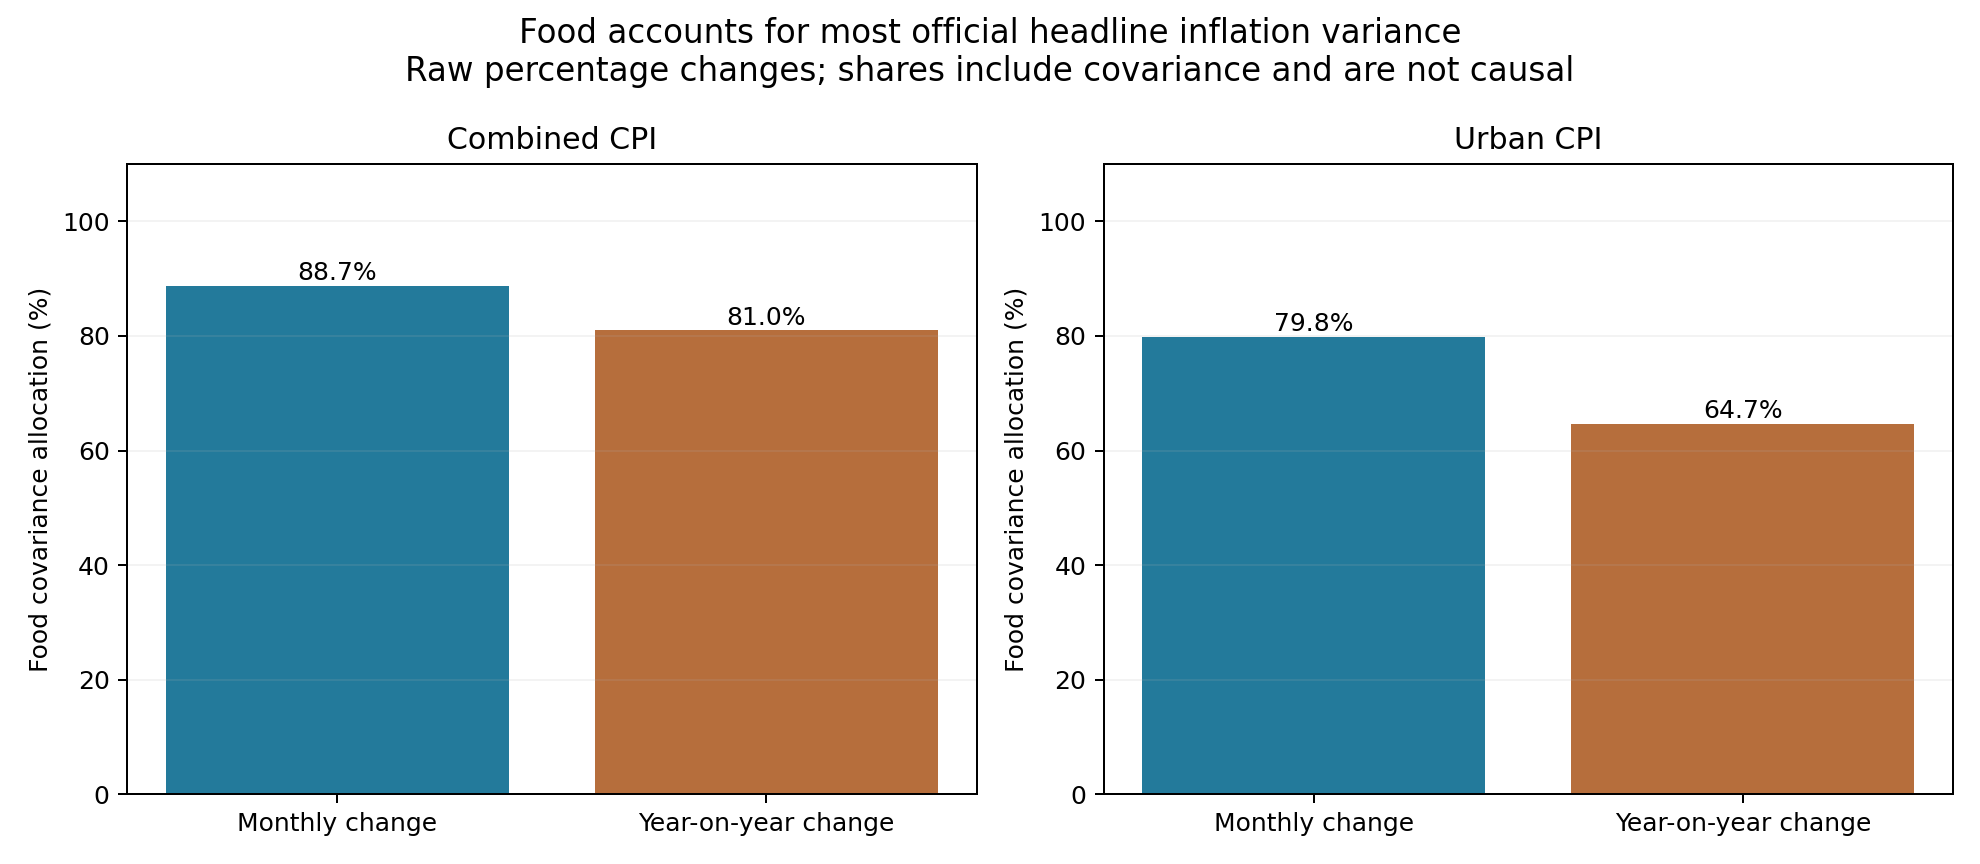 Food accounts for most official headline inflation variance
Raw percentage changes; shares include covariance and are not causal
Combined CPI
Food covariance allocation (%)
100
80
60
40
20
0
88.7%
81.0%
Monthly change
Year-on-year change
Urban CPI
Food covariance allocation (%)
100
80
60
40
20
0
79.8%
64.7%
Monthly change
Year-on-year change